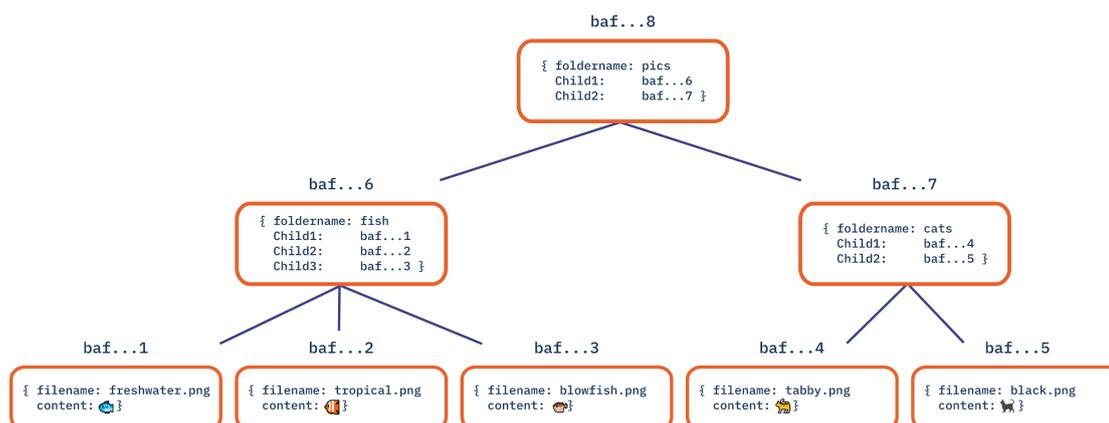 baf...8
{ foldername: pics
Child1: baf...6
Child2: baf...7 }
baf...6
{ foldername: fish
Child1: baf...1
Child2: baf...2
Child3: baf...3 }
baf...7
{ foldername: cats
Child1: baf...4
Child2: baf...5 }
baf...1
{ filename: freshwater.png
content: }
baf...2
{ filename: tropical.png
content: }
baf...3
{ filename: blowfish.png
content: }
baf...4
{ filename: tabby.png
content: }
baf...5
{ filename: black.png
content: }